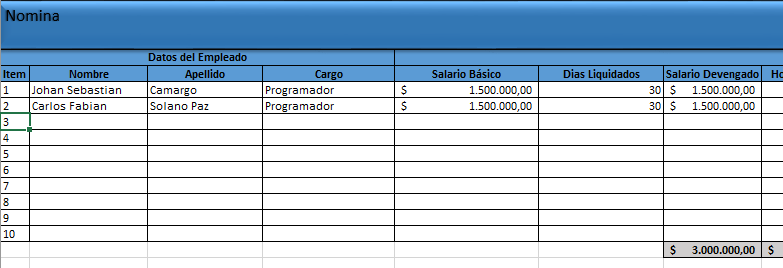 Nomina
Datos del Empleado
Item Nombre Apellido Cargo Salario Básico Dias Liquidados Salario Devengado Ho
1 Johan Sebastian Camargo Programador $ 1.500.000,00 30 $ 1.500.000,00
2 Carlos Fabian Solano Paz Programador $ 1.500.000,00 30 $ 1.500.000,00
3
4
5
6
7
8
9
10
$ 3.000.000,00 $